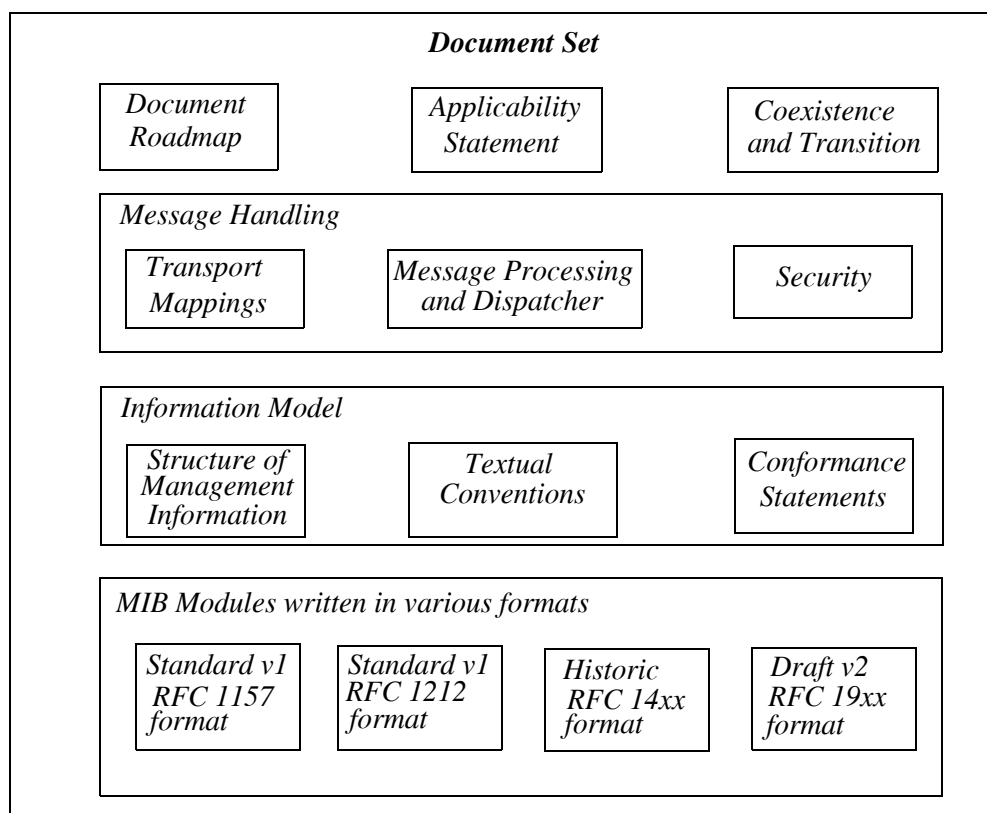 Document Set
Document
Roadmap
Applicability
Statement
Coexistence
and Transition
Message Handling
Transport
Mappings
Message Processing
and Dispatcher
Security
Information Model
Structure of
Management
Information
Textual
Conventions
Conformance
Statements
MIB Modules written in various formats
Standard v1
RFC 1157
format
Standard v1
RFC 1212
format
Historic
RFC 14xx
format
Draft v2
RFC 19xx
format